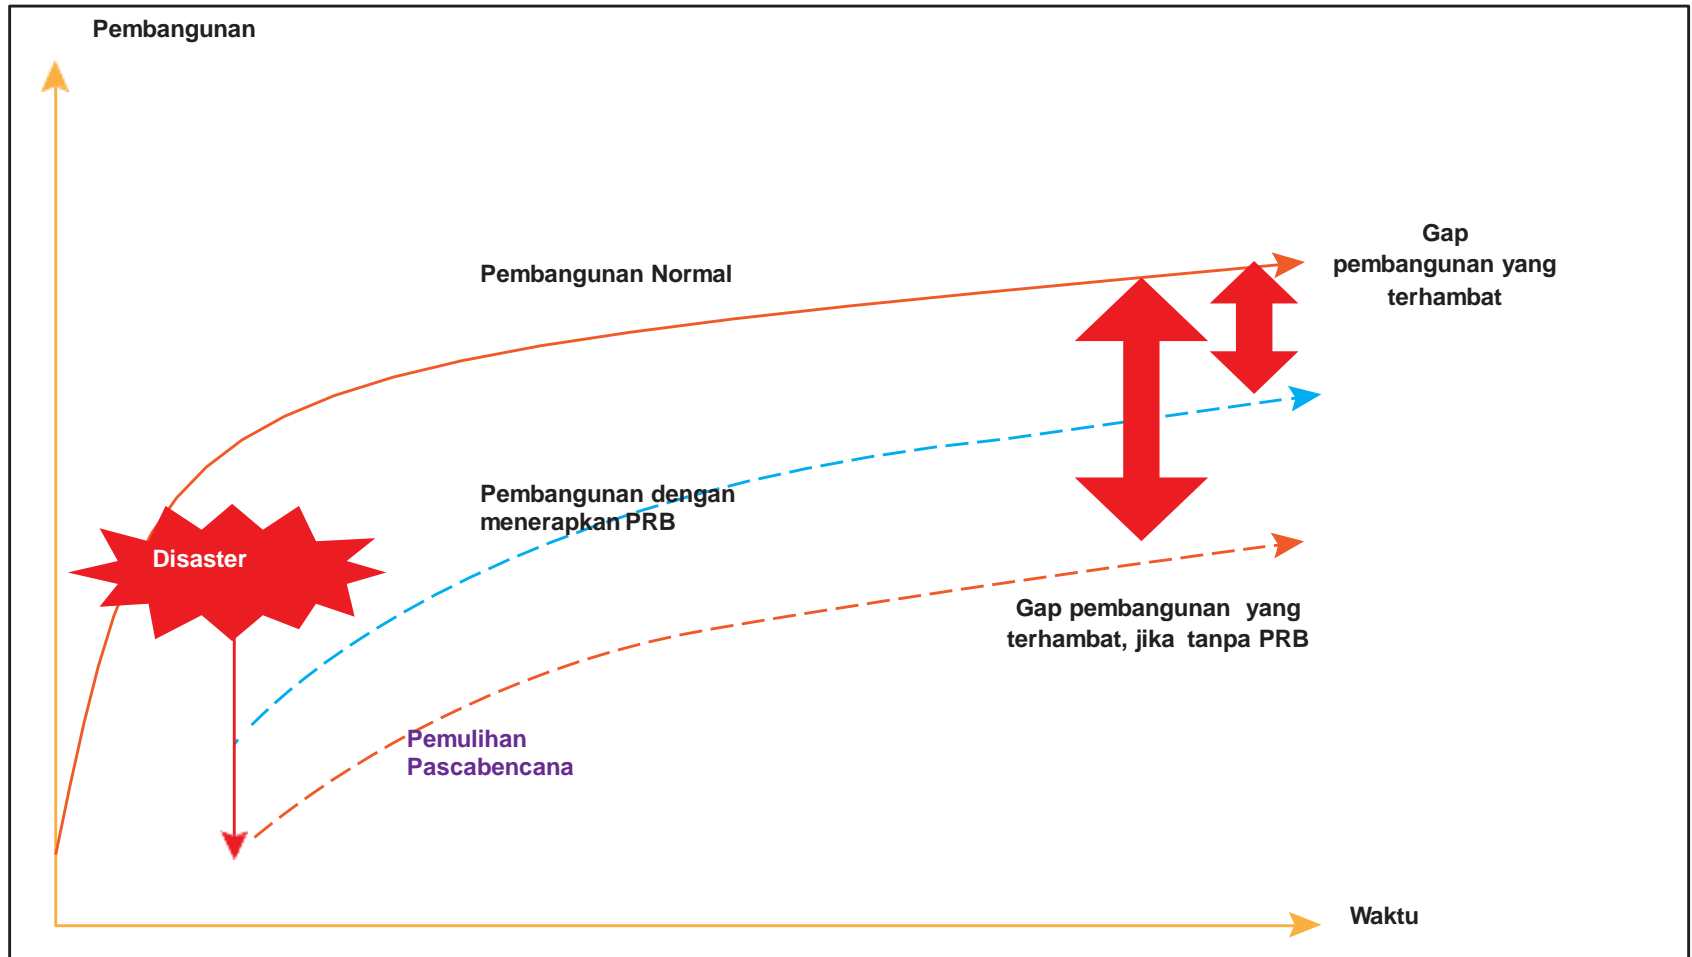 Pembangunan
Gap
pembangunan yang
terhambat
Pembangunan Normal
Pembangunan dengan
menerapkan PRB
Disaster
Gap pembangunan yang
terhambat, jika tanpa PRB
Pemulihan
Pascabencana
Waktu